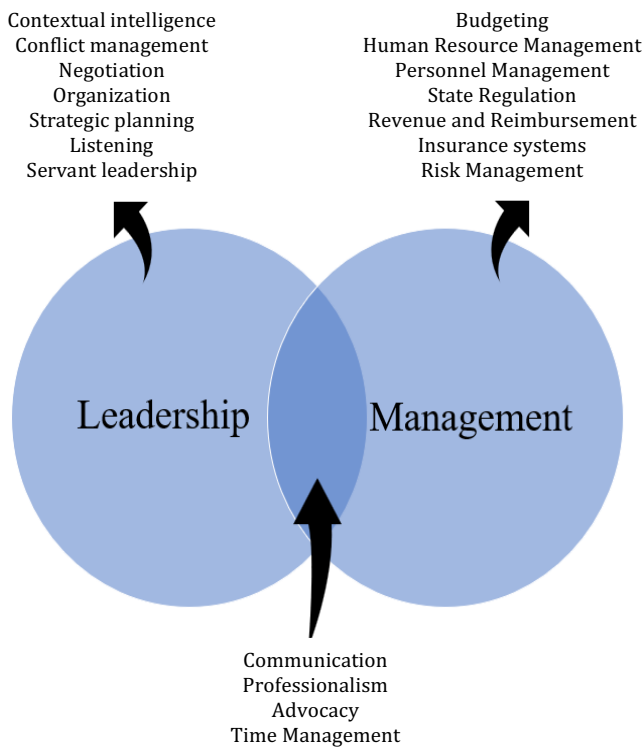 Contextual intelligence
Conflict management
Negotiation
Organization
Strategic planning
Listening
Servant leadership
Budgeting
Human Resource Management
Personnel Management
State Regulation
Revenue and Reimbursement
Insurance systems
Risk Management
Leadership
Management
Communication
Professionalism
Advocacy
Time Management